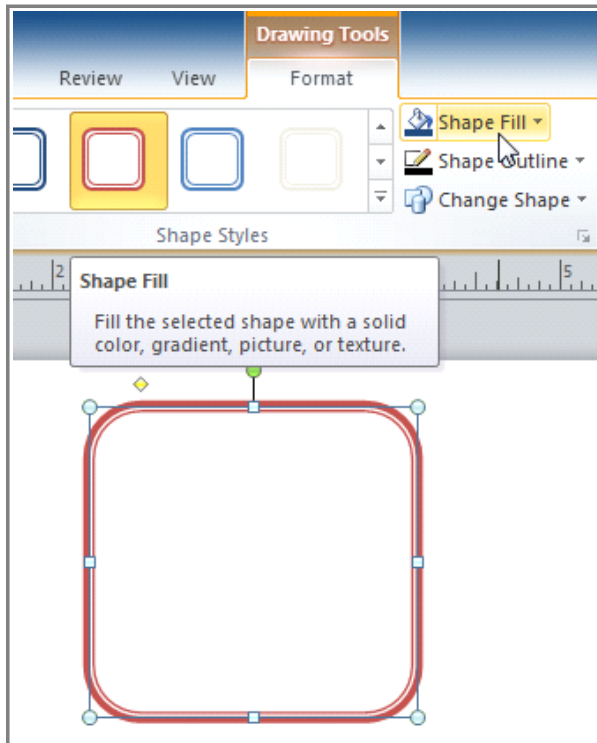 Drawing Tools
Review View Format
Shape Fill
Shape Outline
Change Shape
Shape Styles
2 5
Shape Fill
Fill the selected shape with a solid
color, gradient, picture, or texture.